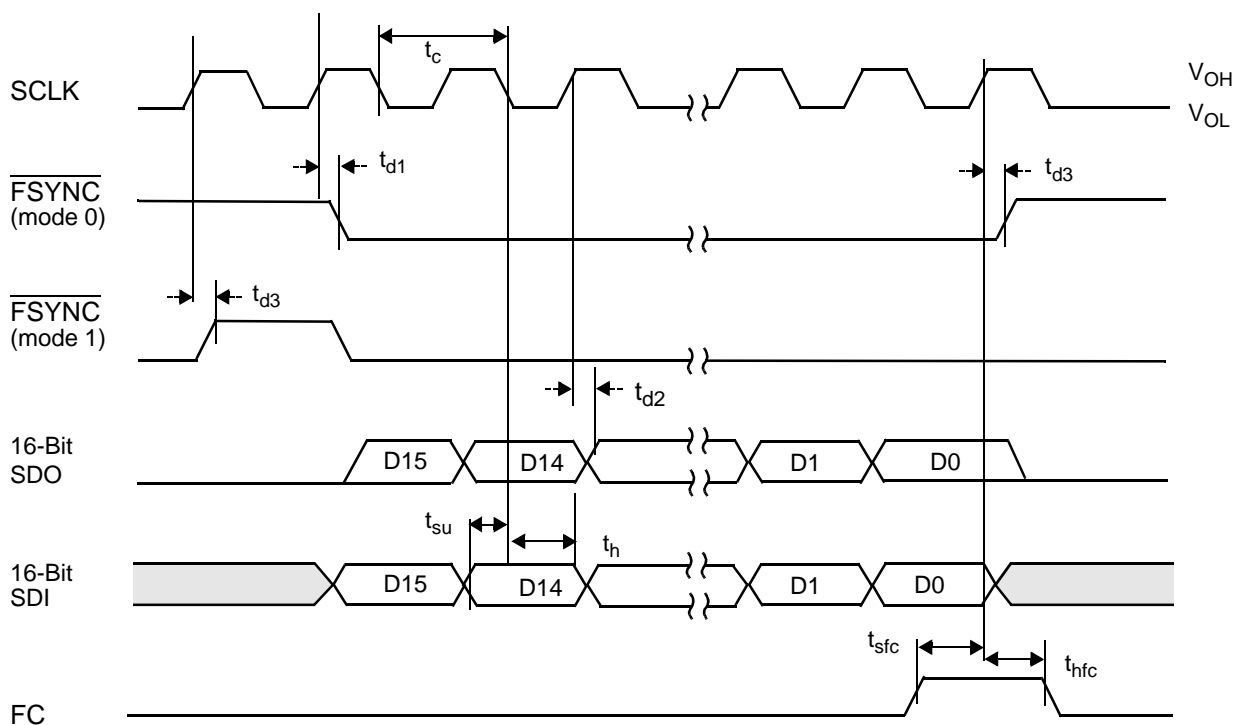 t_c
SCLK
V_OH
V_OL
t_d1
t_d3
FSYNC
(mode 0)
t_d3
FSYNC
(mode 1)
t_d2
16-Bit
SDO
D15
D14
D1
D0
t_su
t_h
16-Bit
SDI
D15
D14
D1
D0
t_sfc
t_hfc
FC